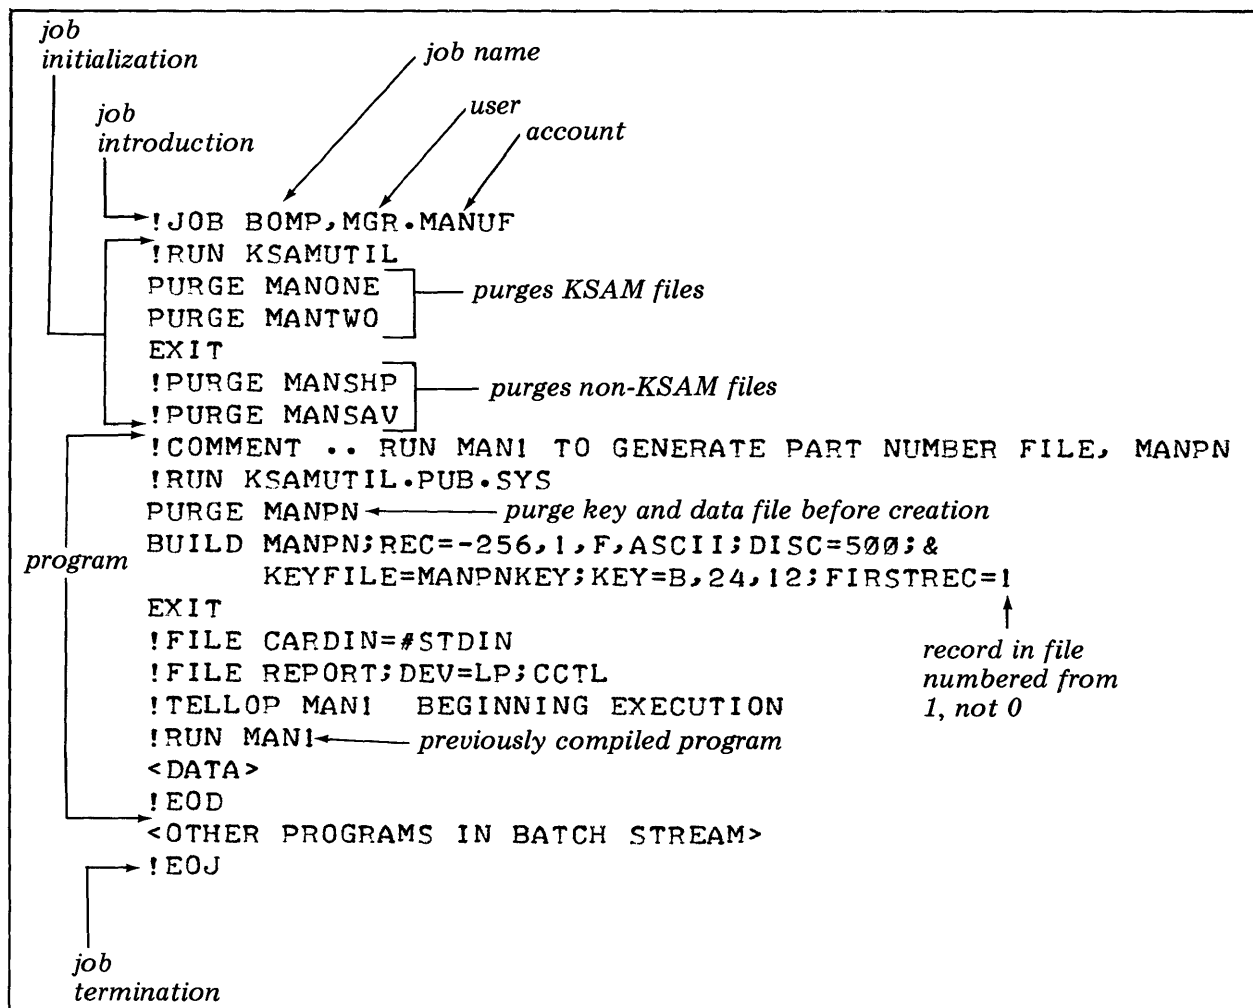 job
initialization
job name
user
job
introduction
account
!JOB BOMP,MGR.MANUF
!RUN KSAMUTIL
PURGE MANONE
purges KSAM files
PURGE MANTWO
EXIT
!PURGE MANSHP
purges non-KSAM files
!PURGE MANSAV
!COMMENT .. RUN MAN1 TO GENERATE PART NUMBER FILE, MANPN
!RUN KSAMUTIL.PUB.SYS
PURGE MANPN
purge key and data file before creation
BUILD MANPN;REC=-256,1,F,ASCII;DISC=500;&
program
KEYFILE=MANPNKEY;KEY=B,24,12;FIRSTREC=1
EXIT
!FILE CARDIN=#STDIN
record in file
numbered from
1, not 0
!FILE REPORT;DEV=LP;CCTL
!TELLOP MAN1 BEGINNING EXECUTION
!RUN MAN1
previously compiled program
<DATA>
!EOD
<OTHER PROGRAMS IN BATCH STREAM>
!EOJ
job
termination